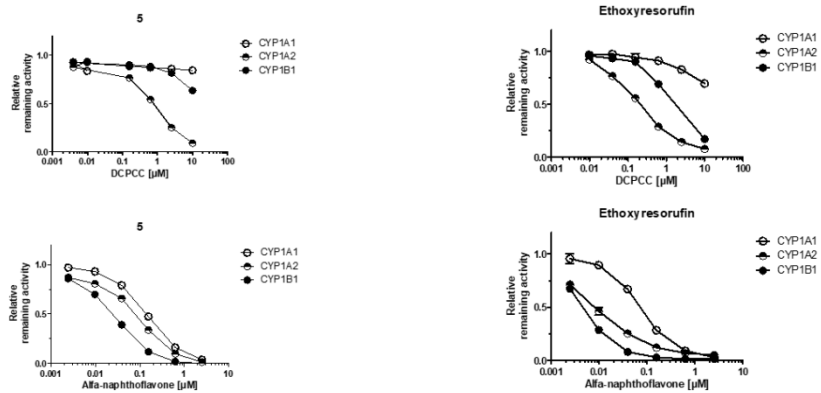 5
CYP1A1
CYP1A2
CYP1B1
Relative
remaining activity
1.0
0.5
0.0
0.001
0.01
0.1
1
10
100
DCPCC [µM]
Ethoxyresorufin
CYP1A1
CYP1A2
CYP1B1
Relative
remaining activity
1.0
0.5
0.0
0.001
0.01
0.1
1
10
100
DCPCC [µM]
5
CYP1A1
CYP1A2
CYP1B1
Relative
remaining activity
1.0
0.5
0.0
0.001
0.01
0.1
1
10
Alfa-naphthoflavone [µM]
Ethoxyresorufin
CYP1A1
CYP1A2
CYP1B1
Relative
remaining activity
1.0
0.5
0.0
0.001
0.01
0.1
1
10
Alfa-naphthoflavone [µM]